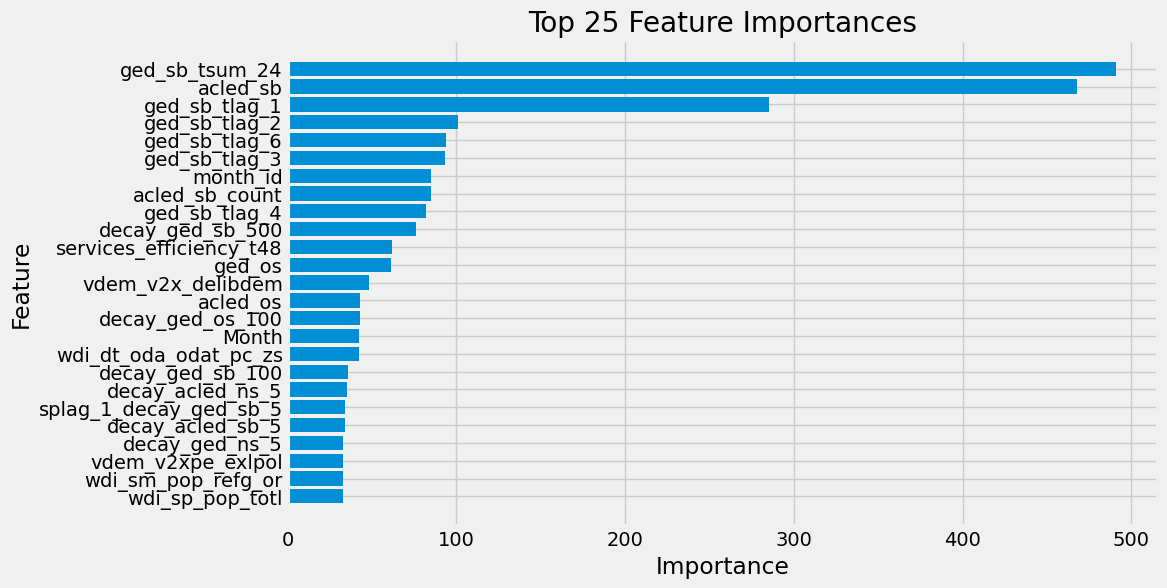 Top 25 Feature Importances
Feature
ged_sb_tsum_24
acled_sb
ged_sb_tlag_1
ged_sb_tlag_2
ged_sb_tlag_6
ged_sb_tlag_3
month_id
acled_sb_count
ged_sb_tlag_4
decay_ged_sb_500
services_efficiency_t48
ged_os
vdem_v2x_delibdem
acled_os
decay_ged_os_100
Month
wdi_dt_oda_odat_pc_zs
decay_ged_sb_100
decay_acled_ns_5
splag_1_decay_ged_sb_5
decay_acled_sb_5
decay_ged_ns_5
vdem_v2xpe_exlpol
wdi_sm_pop_refg_or
wdi_sp_pop_totl
0 100 200 300 400 500
Importance